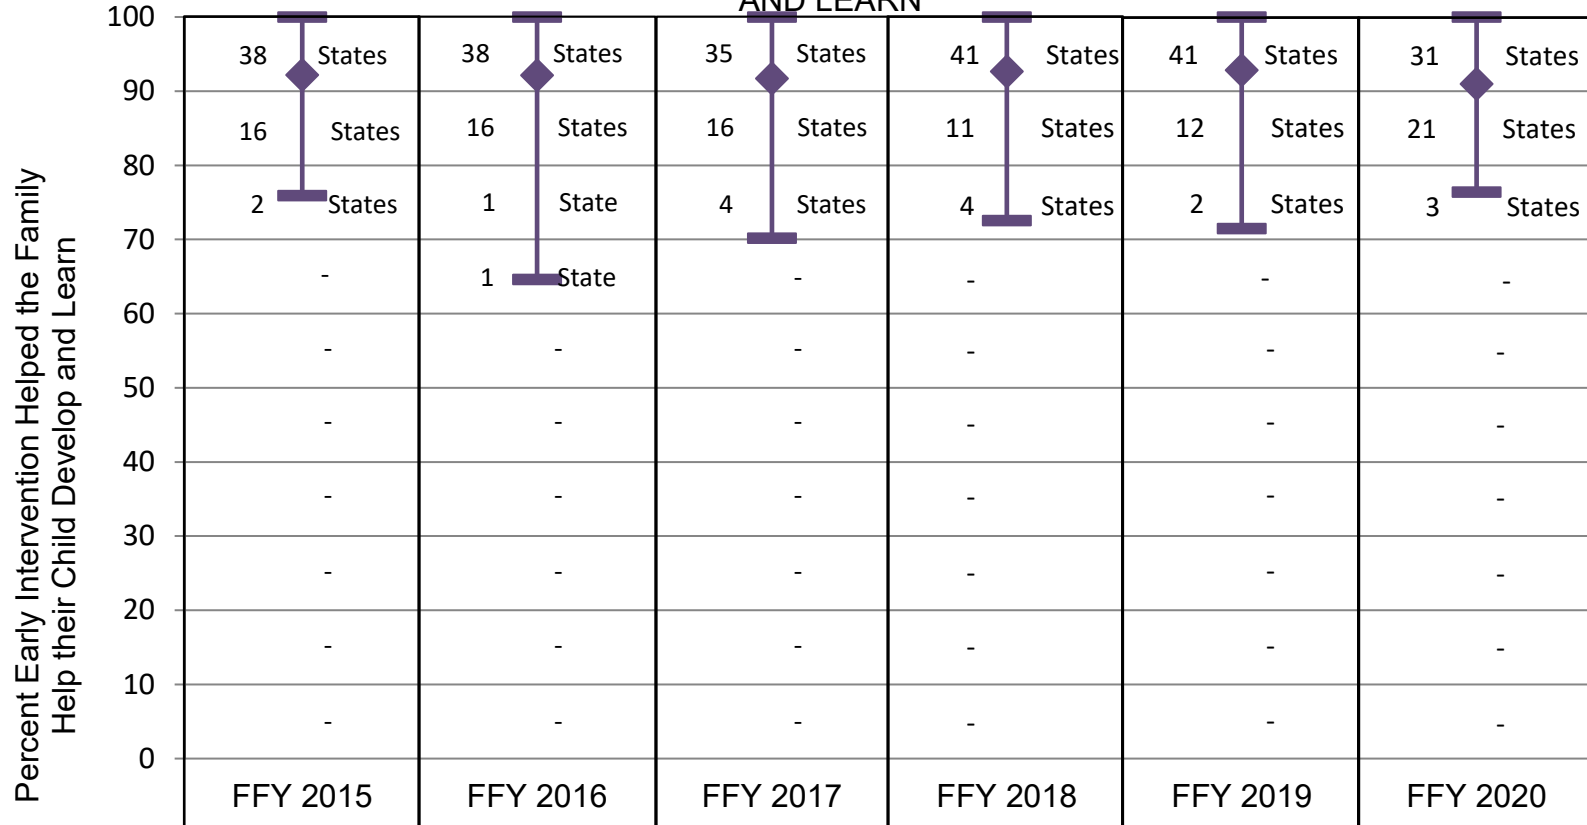 AND LEARN
Percent Early Intervention Helped the Family
Help their Child Develop and Learn
100
38 States 38 States 35 States 41 States 41 States 31 States
90
16 States 16 States 16 States 11 States 12 States 21 States
80
2 States 1 State 4 States 4 States 2 States 3 States
70
- 1 State - - - -
60
- - - - - -
50
- - - - - -
40
- - - - - -
30
- - - - - -
20
- - - - - -
10
- - - - - -
0
FFY 2015 FFY 2016 FFY 2017 FFY 2018 FFY 2019 FFY 2020